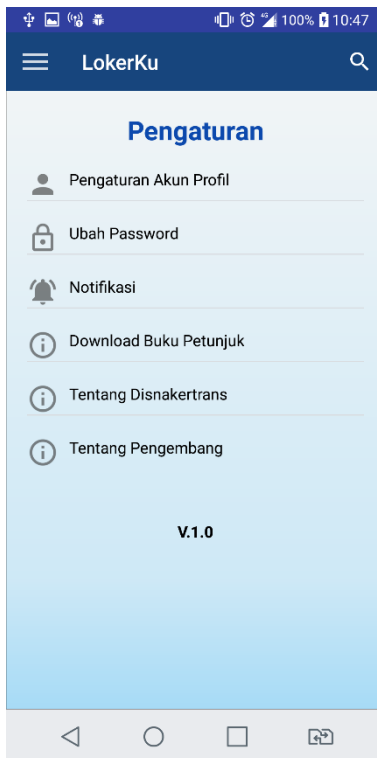 4G 100% 10:47
LokerKu
Pengaturan
Pengaturan Akun Profil
Ubah Password
Notifikasi
Download Buku Petunjuk
Tentang Disnakertrans
Tentang Pengembang
V.1.0